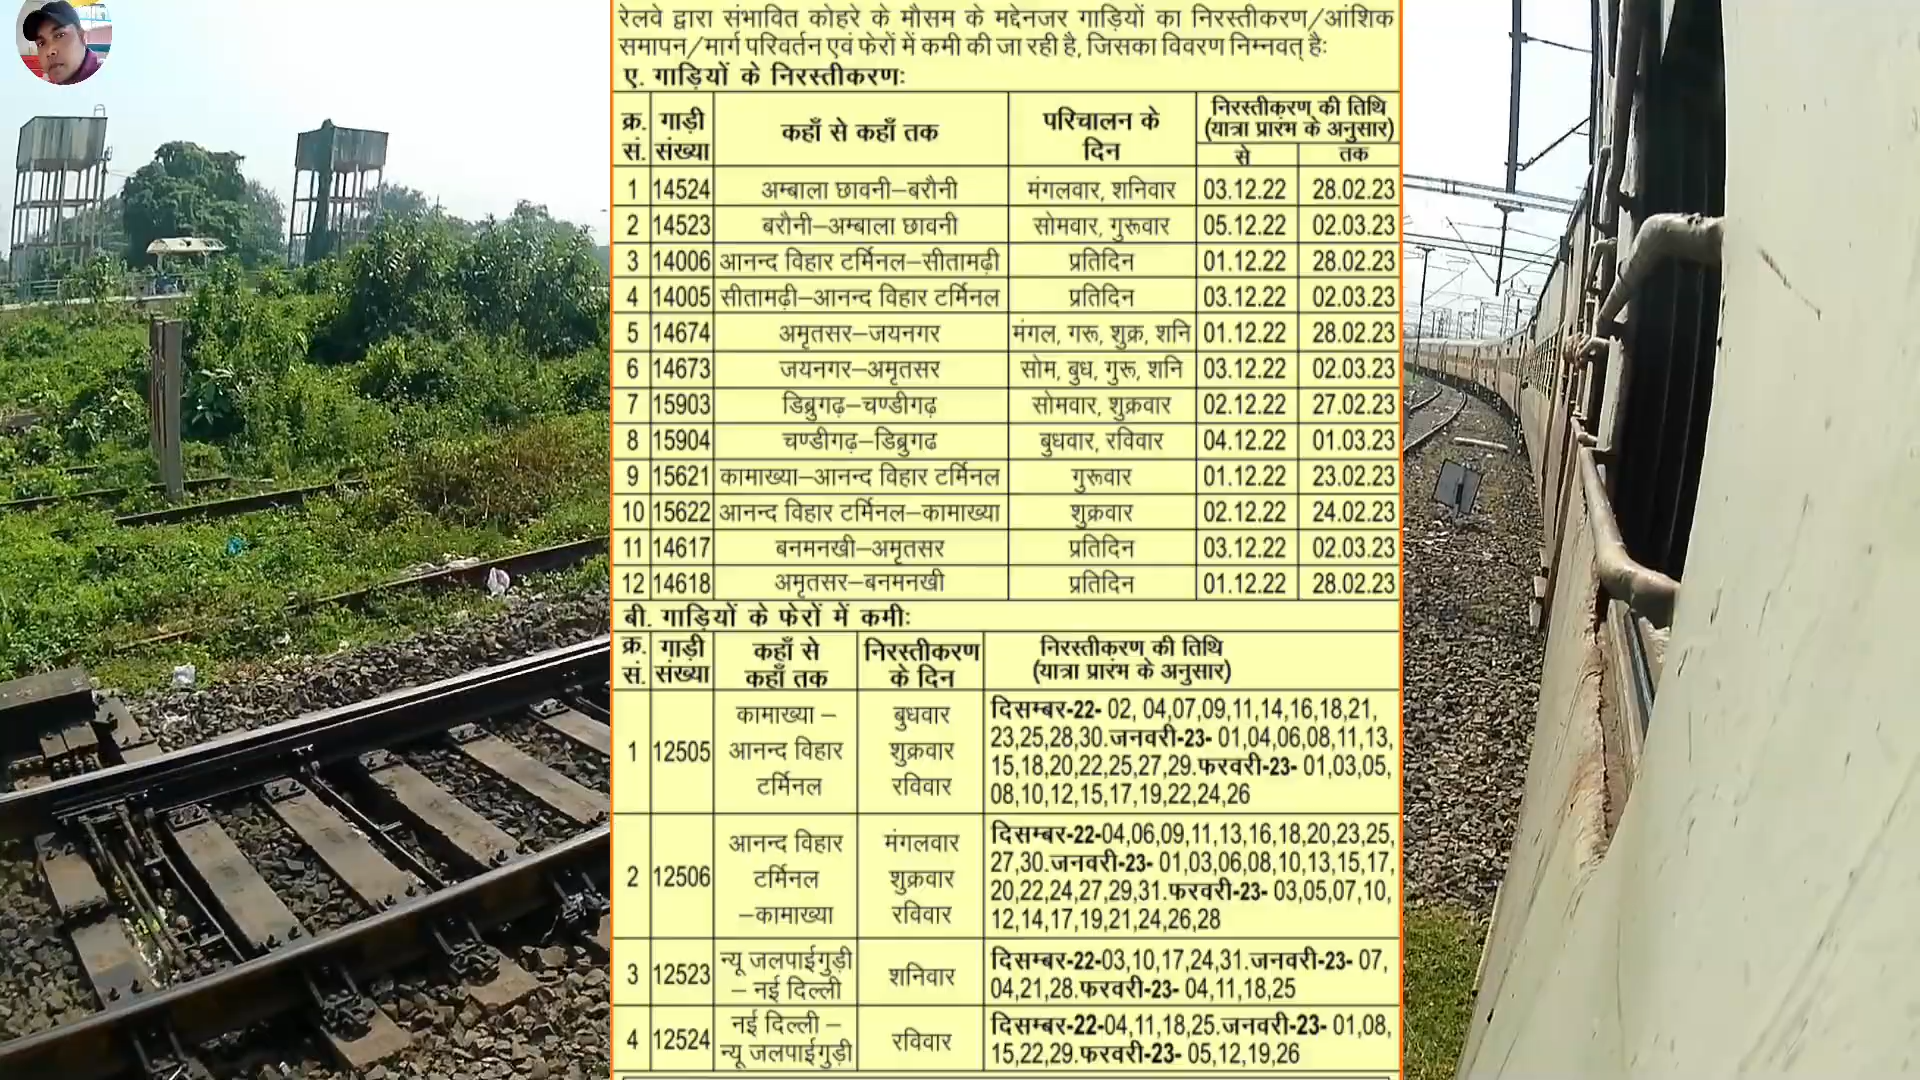 रेलवे द्वारा संभावित कोहरे के मौसम के मद्देनजर गाड़ियों का निरस्तीकरण/आंशिक
समापन/मार्ग परिवर्तन एवं फेरों में कमी की जा रही है, जिसका विवरण निम्नवत् है:
ए. गाड़ियों के निरस्तीकरण:
क्र. सं. गाड़ी संख्या कहाँ से कहाँ तक परिचालन के दिन निरस्तीकरण की तिथि (यात्रा प्रारंभ के अनुसार)
से तक
1 14524 अम्बाला छावनी–बरौनी मंगलवार, शनिवार 03.12.22 28.02.23
2 14523 बरौनी–अम्बाला छावनी सोमवार, गुरूवार 05.12.22 02.03.23
3 14006 आनन्द विहार टर्मिनल–सीतामढ़ी प्रतिदिन 01.12.22 28.02.23
4 14005 सीतामढ़ी–आनन्द विहार टर्मिनल प्रतिदिन 03.12.22 02.03.23
5 14674 अमृतसर–जयनगर मंगल, गरू, शुक्र, शनि 01.12.22 28.02.23
6 14673 जयनगर–अमृतसर सोम, बुध, गुरू, शनि 03.12.22 02.03.23
7 15903 डिब्रुगढ़–चण्डीगढ़ सोमवार, शुक्रवार 02.12.22 27.02.23
8 15904 चण्डीगढ़–डिब्रुगढ बुधवार, रविवार 04.12.22 01.03.23
9 15621 कामाख्या–आनन्द विहार टर्मिनल गुरूवार 01.12.22 23.02.23
10 15622 आनन्द विहार टर्मिनल–कामाख्या शुक्रवार 02.12.22 24.02.23
11 14617 बनमनखी–अमृतसर प्रतिदिन 03.12.22 02.03.23
12 14618 अमृतसर–बनमनखी प्रतिदिन 01.12.22 28.02.23
बी. गाड़ियों के फेरों में कमी:
क्र. सं. गाड़ी संख्या कहाँ से कहाँ तक निरस्तीकरण के दिन निरस्तीकरण की तिथि (यात्रा प्रारंभ के अनुसार)
1 12505
कामाख्या –
आनन्द विहार
टर्मिनल
बुधवार
शुक्रवार
रविवार
दिसम्बर-22- 02, 04,07,09,11,14,16,18,21,
23,25,28,30.जनवरी-23- 01,04,06,08,11,13,
15,18,20,22,25,27,29.फरवरी-23- 01,03,05,
08,10,12,15,17,19,22,24,26
2 12506
आनन्द विहार
टर्मिनल
–कामाख्या
मंगलवार
शुक्रवार
रविवार
दिसम्बर-22-04,06,09,11,13,16,18,20,23,25,
27,30.जनवरी-23- 01,03,06,08,10,13,15,17,
20,22,24,27,29,31.फरवरी-23- 03,05,07,10,
12,14,17,19,21,24,26,28
3 12523
न्यू जलपाईगुड़ी
– नई दिल्ली
शनिवार
दिसम्बर-22-03,10,17,24,31.जनवरी-23- 07,
04,21,28.फरवरी-23- 04,11,18,25
4 12524
नई दिल्ली –
न्यू जलपाईगुड़ी
रविवार
दिसम्बर-22-04,11,18,25.जनवरी-23- 01,08,
15,22,29.फरवरी-23- 05,12,19,26